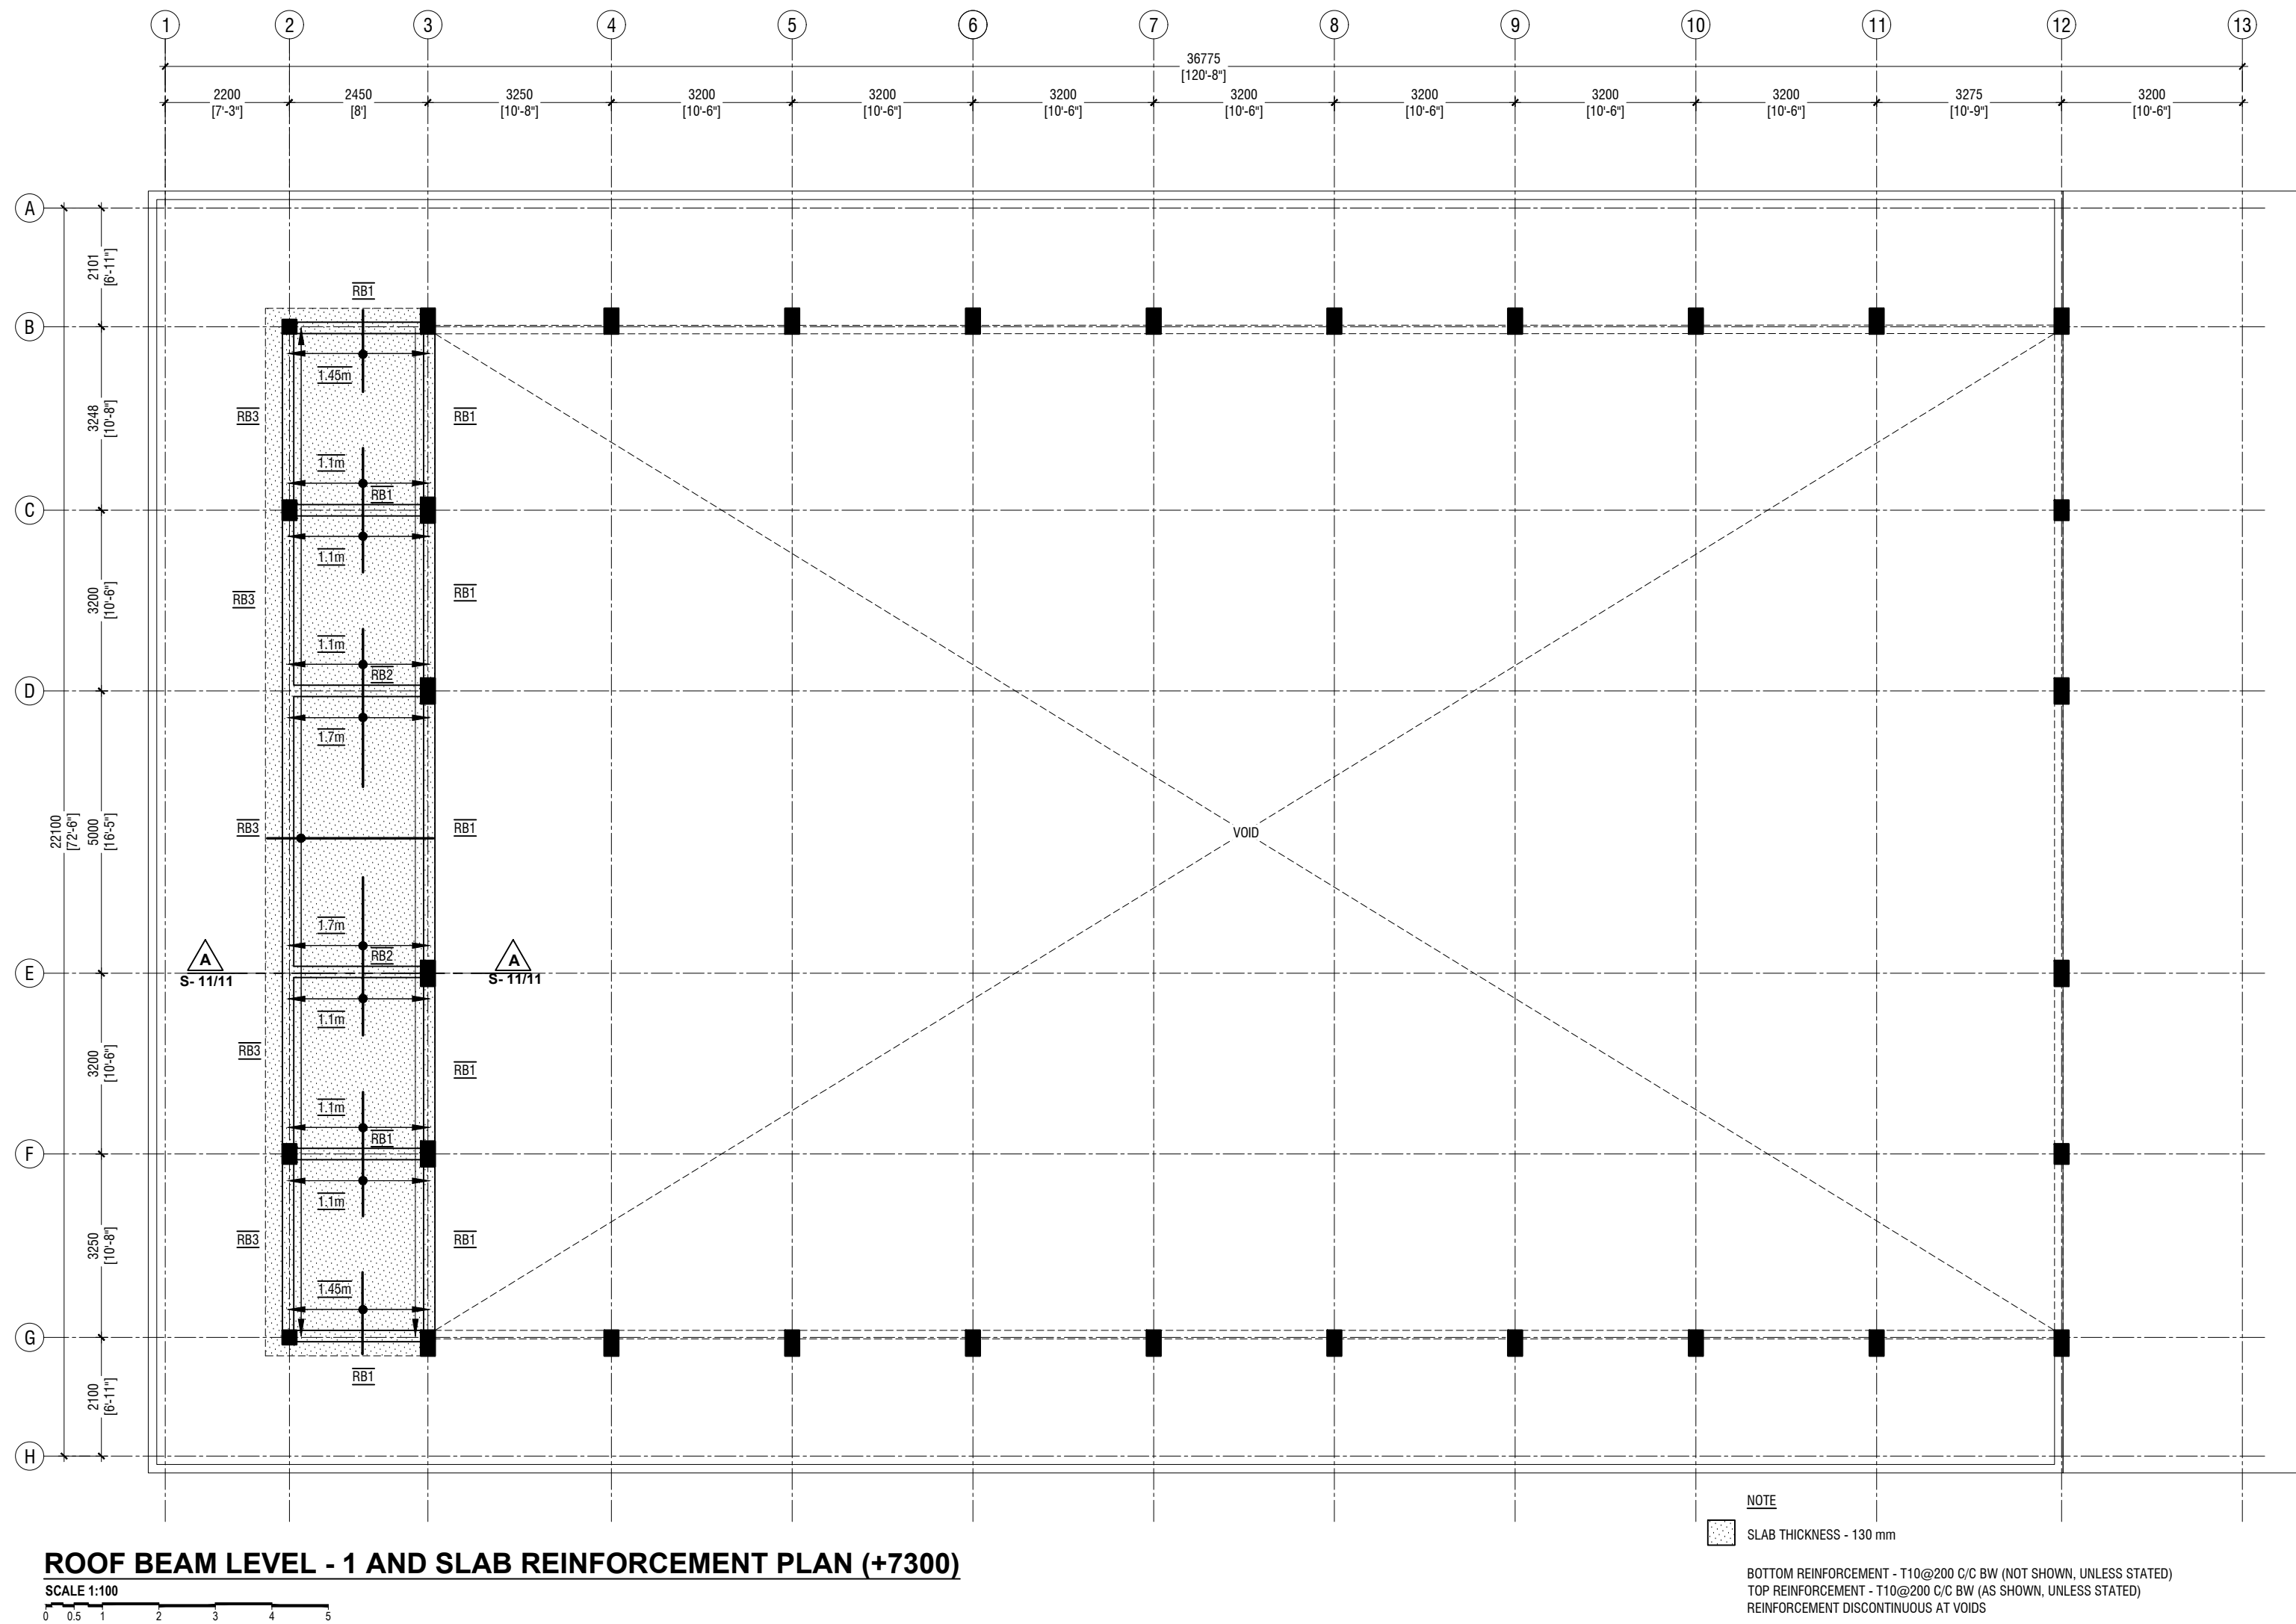 1 2 3 4 5 6 7 8 9 10 11 12 13
36775
[120'-8"]
2200 2450 3250 3200 3200 3200 3200 3200 3200 3200 3275 3200
[7'-3"] [8'] [10'-8"] [10'-6"] [10'-6"] [10'-6"] [10'-6"] [10'-6"] [10'-6"] [10'-6"] [10'-9"] [10'-6"]
A
2101
[6'-11"]
RB1
B
1.45m
3248
[10'-8"]
RB3 RB1
1.1m
RB1
C
1.1m
3200
[10'-6"]
RB3 RB1
1.1m
RB2
D
1.7m
22100
[72'-6"]
5000
[16'-5"]
RB3 RB1
VOID
1.7m
RB2
A A
E
S- 11/11 S- 11/11
1.1m
3200
[10'-6"]
RB3 RB1
1.1m
RB1
F
1.1m
3250
[10'-8"]
RB3 RB1
1.45m
G
RB1
2100
[6'-11"]
H
NOTE
SLAB THICKNESS - 130 mm
BOTTOM REINFORCEMENT - T10@200 C/C BW (NOT SHOWN, UNLESS STATED)
TOP REINFORCEMENT - T10@200 C/C BW (AS SHOWN, UNLESS STATED)
REINFORCEMENT DISCONTINUOUS AT VOIDS
ROOF BEAM LEVEL - 1 AND SLAB REINFORCEMENT PLAN (+7300)
SCALE 1:100
0 0.5 1 2 3 4 5